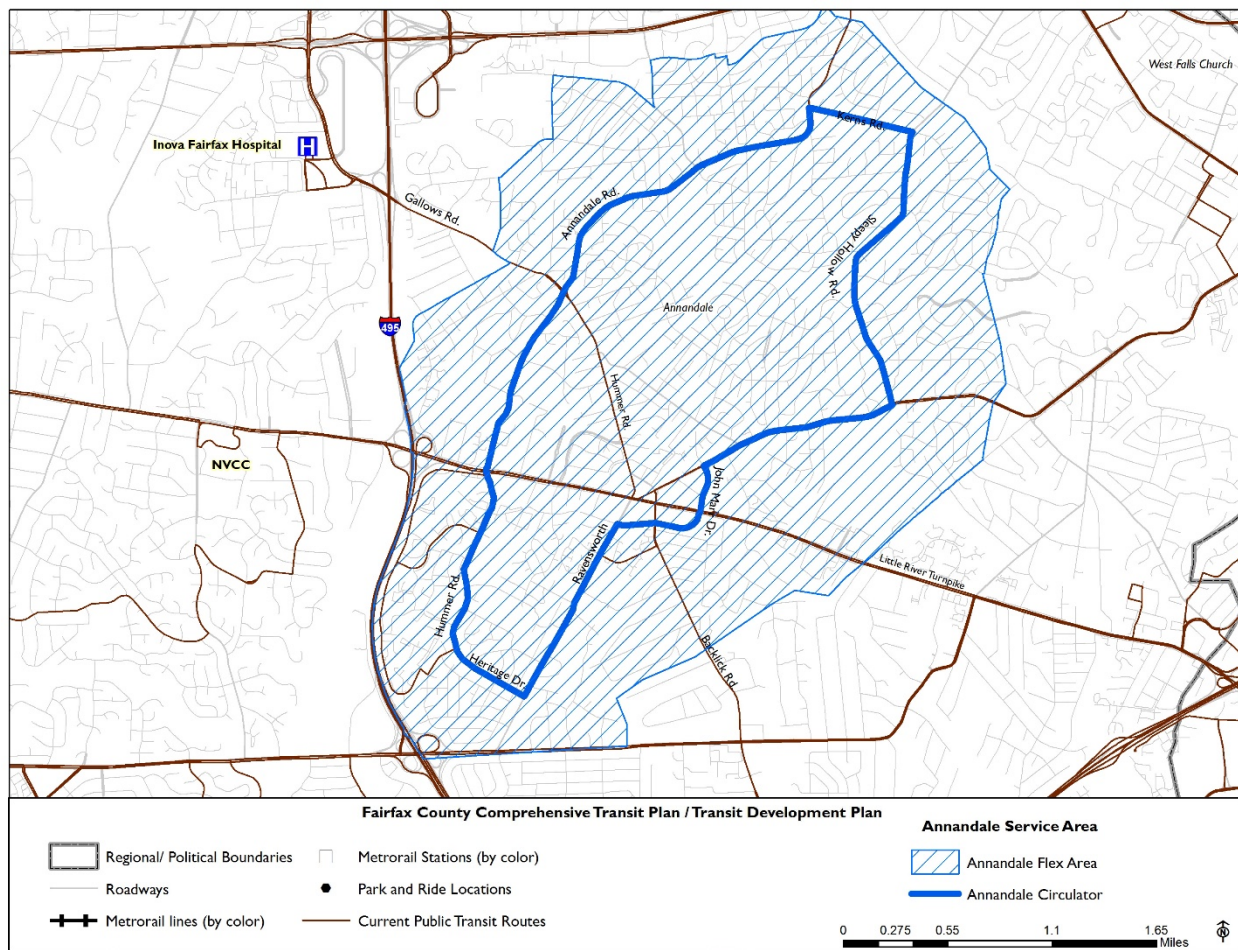 West Falls Church
Kerns Rd.
Inova Fairfax Hospital
H
Gallows Rd.
Annandale Rd.
Sleepy Hollow Rd.
Annandale
495
Hummer Rd.
NVCC
John Marr Dr.
Ravensworth
Little River Turnpike
Hummer Rd.
Heritage Dr.
Backlick Rd
Fairfax County Comprehensive Transit Plan / Transit Development Plan
Regional/ Political Boundaries
Roadways
Metrorail lines (by color)
Metrorail Stations (by color)
Park and Ride Locations
Current Public Transit Routes
Annandale Service Area
Annandale Flex Area
Annandale Circulator
0 0.275 0.55 1.1 1.65
Miles
N